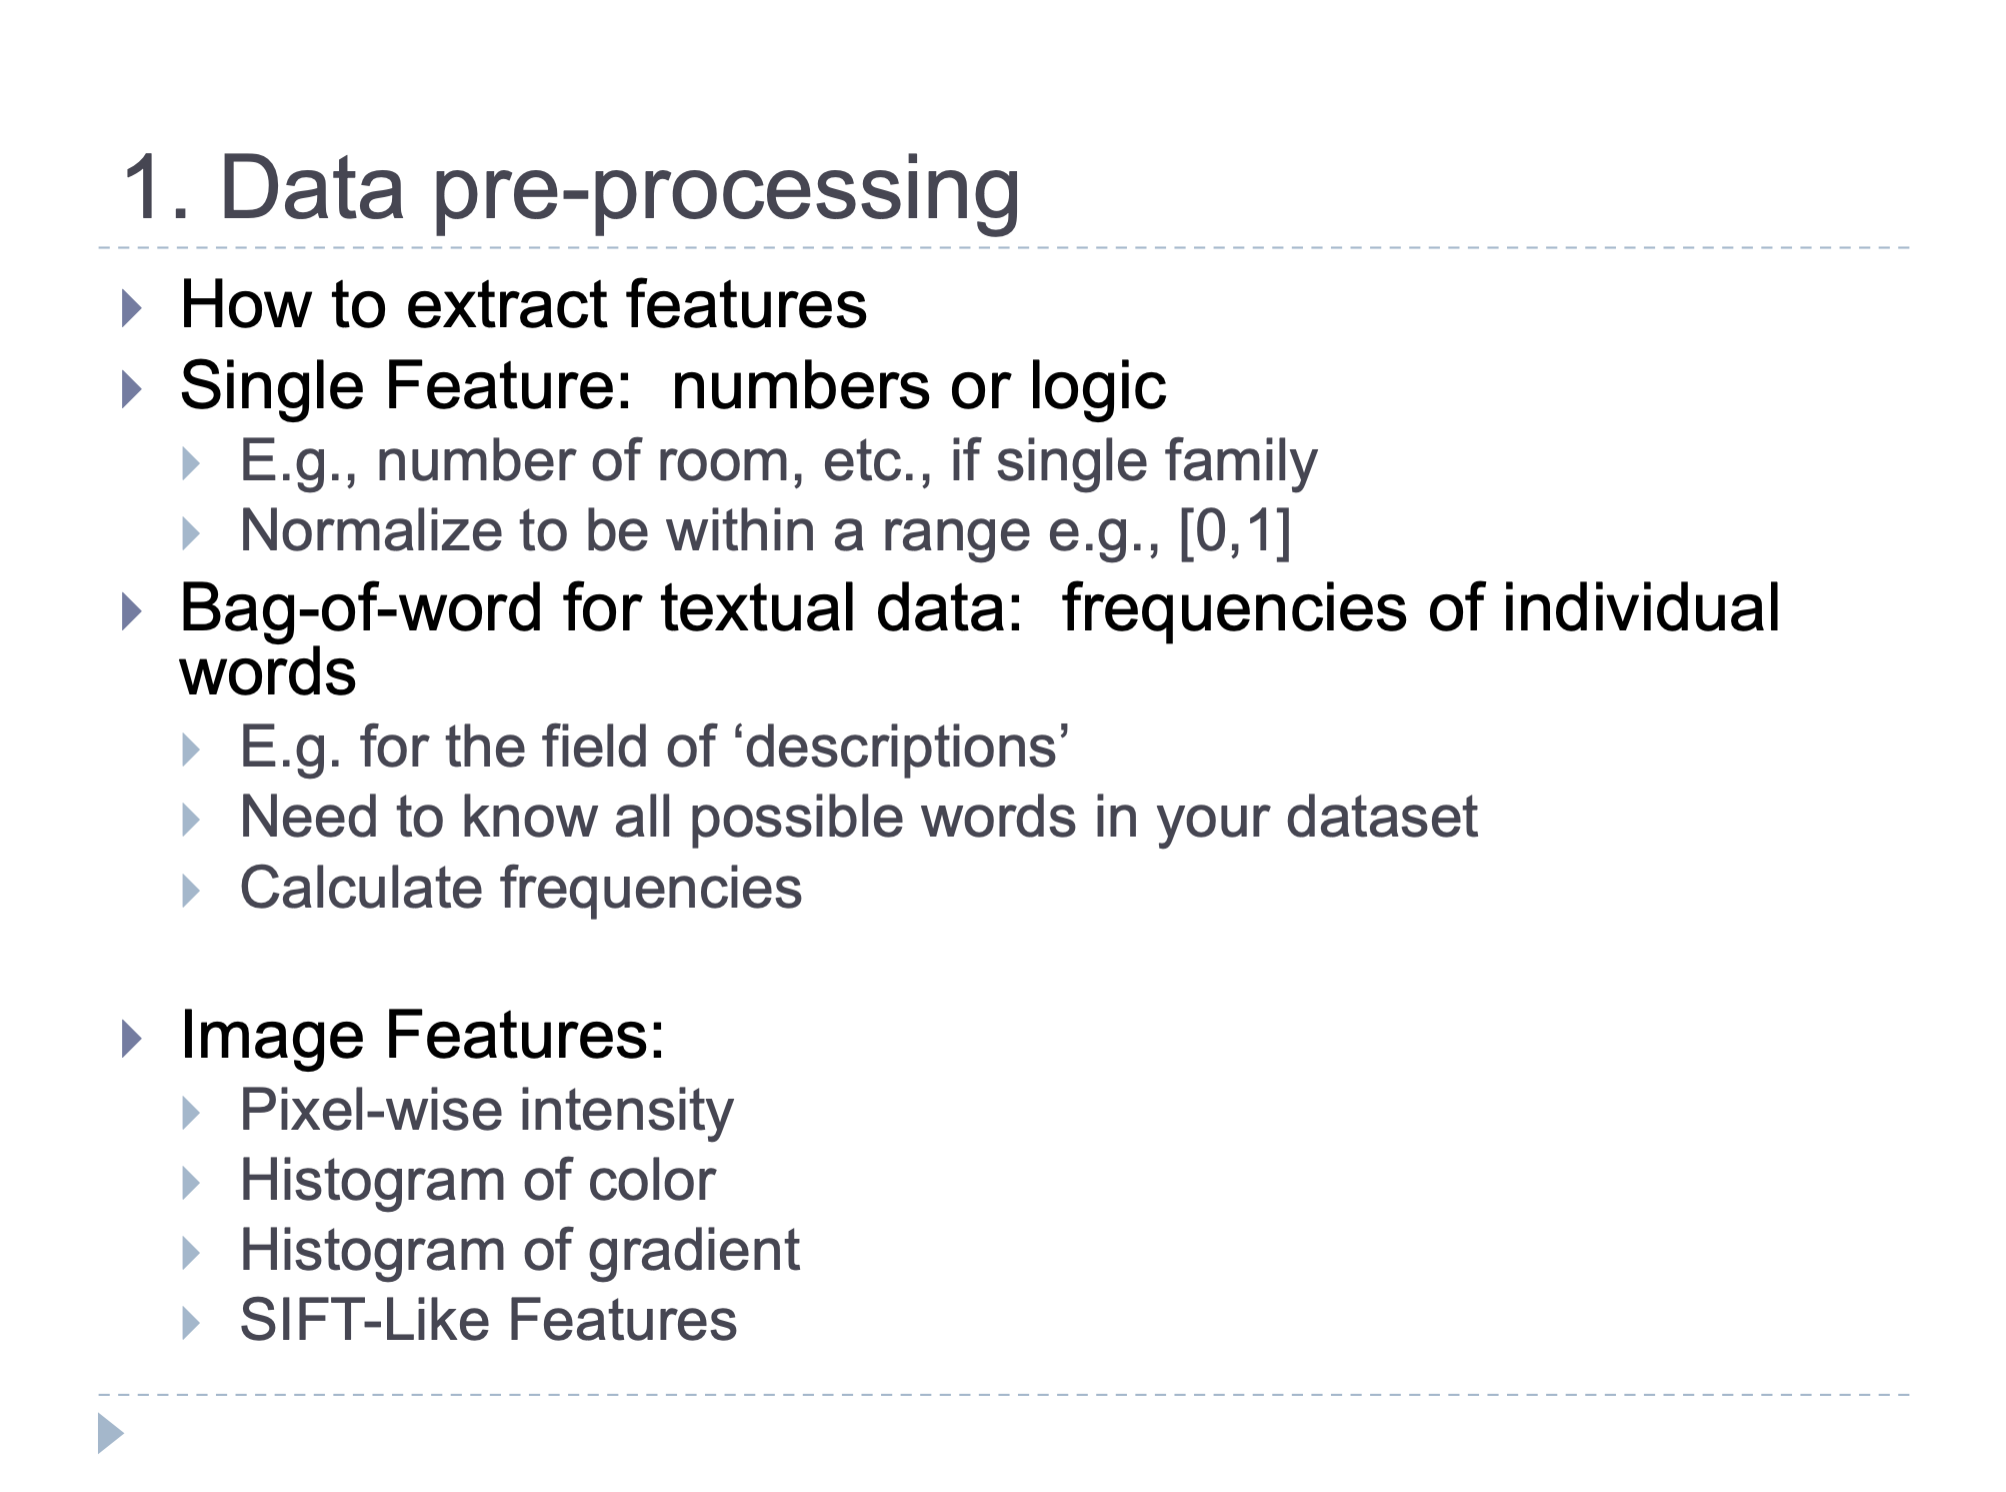 1. Data pre-processing
How to extract features
Single Feature:  numbers or logic
E.g., number of room, etc., if single family
Normalize to be within a range e.g., [0,1]
Bag-of-word for textual data:  frequencies of individual
words
E.g. for the field of ‘descriptions’
Need to know all possible words in your dataset
Calculate frequencies
Image Features:
Pixel-wise intensity
Histogram of color
Histogram of gradient
SIFT-Like Features